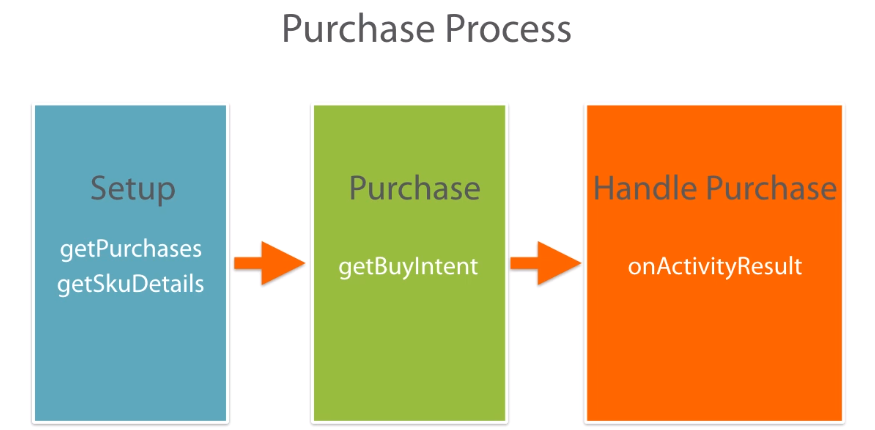 Purchase Process
Setup
getPurchases
getSkuDetails
Purchase
getBuyIntent
Handle Purchase
onActivityResult